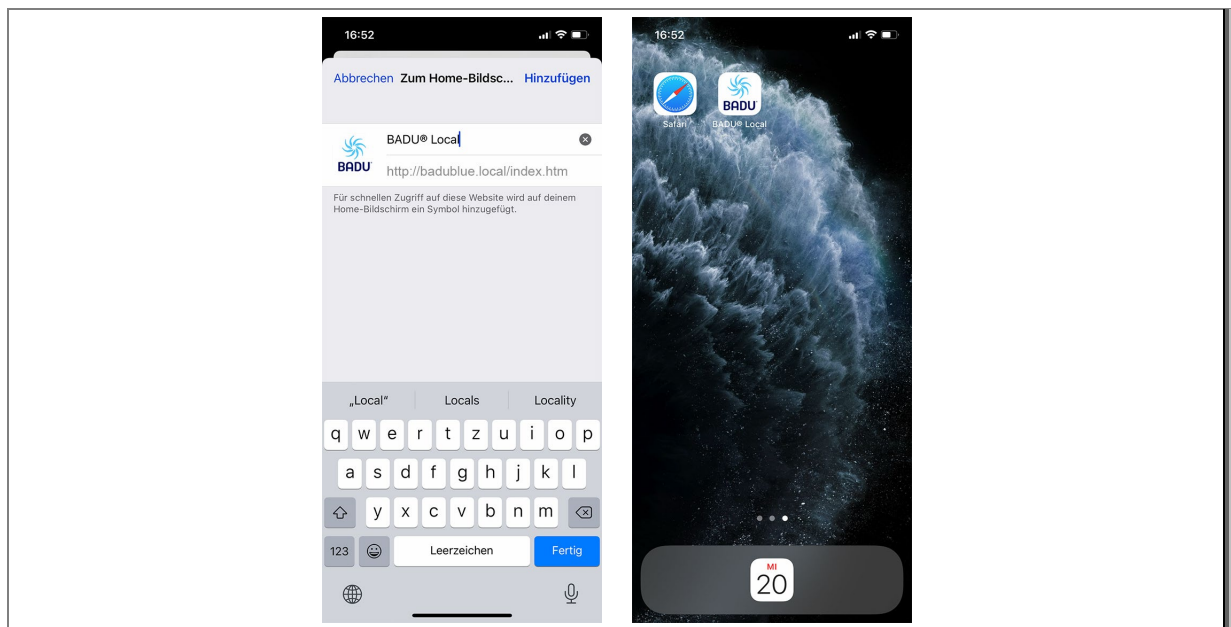 16:52
Abbrechen Zum Home-Bildsc... Hinzufügen
BADU® Local
BADU
http://badublue.local/index.htm
Für schnellen Zugriff auf diese Website wird auf deinem
Home-Bildschirm ein Symbol hinzugefügt.
„Local“ Locals Locality
q w e r t z u i o p
a s d f g h j k l
y x c v b n m
123 Leerzeichen Fertig
16:52
BADU
Safari BADU® Local
MI
20